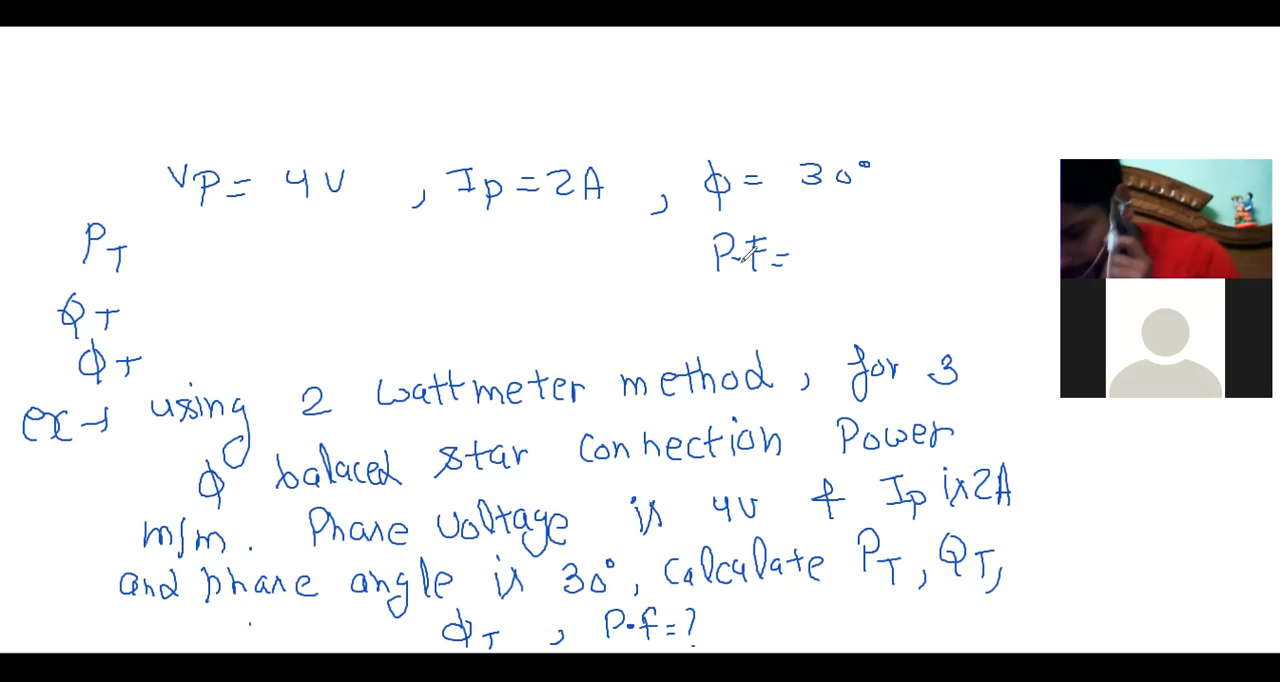 VP = 4V , Ip = 2A , ϕ = 30°
PT
P.F =
QT
ϕT
ex → using 2 wattmeter method, for 3
ϕ balaced star connection Power
m/m. Phase voltage is 4V & Ip is 2A
and phase angle is 30°, calculate PT, QT,
ϕT , P.f = ?